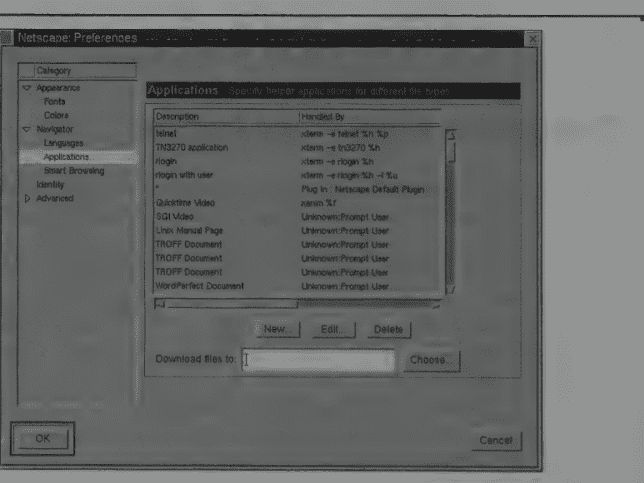 Netscape: Preferences
Category
Appearance
Fonts
Colors
Navigator
Languages
Applications
Smart Browsing
Identity
Advanced
Applications Specify helper applications for different file types
Description Handled By
telnet xterm -e telnet %h %p
TN3270 application xterm -e tn3270 %h
rlogin xterm -e rlogin %h
rlogin with user xterm -e rlogin %h -l %u
* Plug In : Netscape Default Plugin
Quicktime Video xanim %f
SGI Video Unknown:Prompt User
Unix Manual Page Unknown:Prompt User
TROFF Document Unknown:Prompt User
TROFF Document Unknown:Prompt User
TROFF Document Unknown:Prompt User
WordPerfect Document Unknown:Prompt User
New... Edit... Delete
Download files to: Choose...
OK Cancel